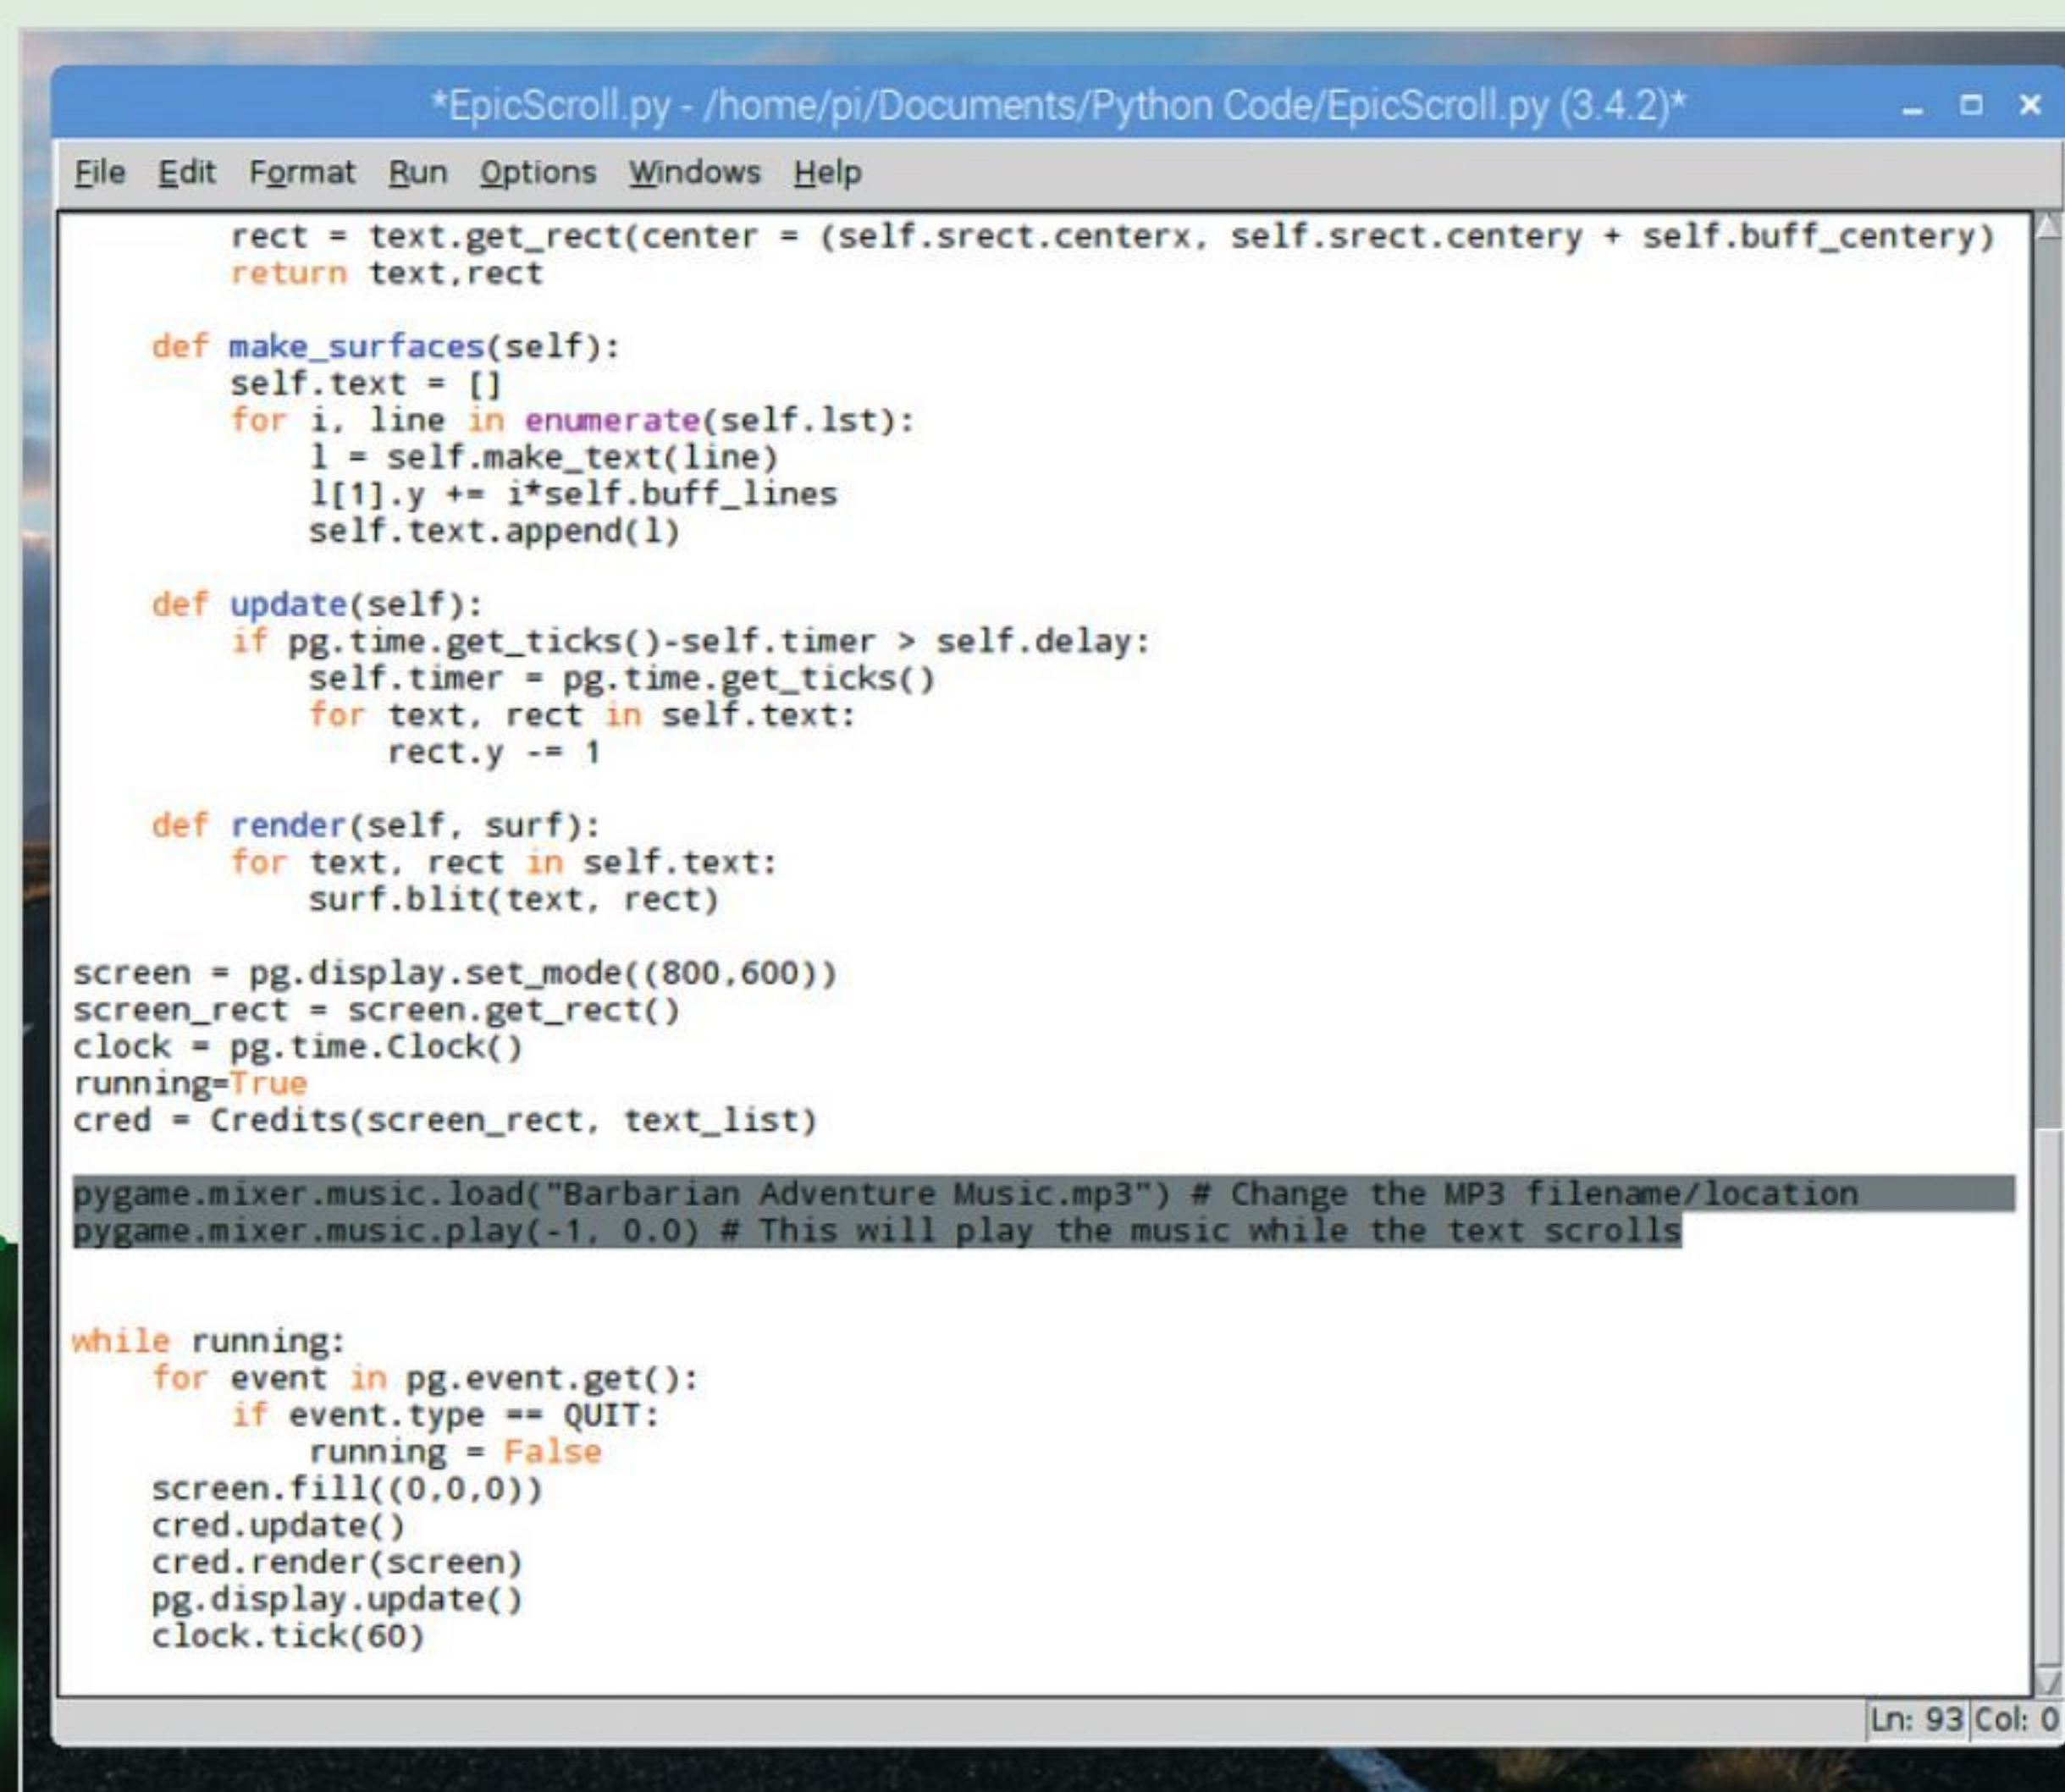 *EpicScroll.py - /home/pi/Documents/Python Code/EpicScroll.py (3.4.2)*
File Edit Format Run Options Windows Help
        rect = text.get_rect(center = (self.srect.centerx, self.srect.centery + self.buff_centery)
        return text,rect

    def make_surfaces(self):
        self.text = []
        for i, line in enumerate(self.lst):
            l = self.make_text(line)
            l[1].y += i*self.buff_lines
            self.text.append(l)

    def update(self):
        if pg.time.get_ticks()-self.timer > self.delay:
            self.timer = pg.time.get_ticks()
            for text, rect in self.text:
                rect.y -= 1

    def render(self, surf):
        for text, rect in self.text:
            surf.blit(text, rect)

screen = pg.display.set_mode((800,600))
screen_rect = screen.get_rect()
clock = pg.time.Clock()
running=True
cred = Credits(screen_rect, text_list)

pygame.mixer.music.load("Barbarian Adventure Music.mp3") # Change the MP3 filename/location
pygame.mixer.music.play(-1, 0.0) # This will play the music while the text scrolls

while running:
    for event in pg.event.get():
        if event.type == QUIT:
            running = False
    screen.fill((0,0,0))
    cred.update()
    cred.render(screen)
    pg.display.update()
    clock.tick(60)
Ln: 93 Col: 0